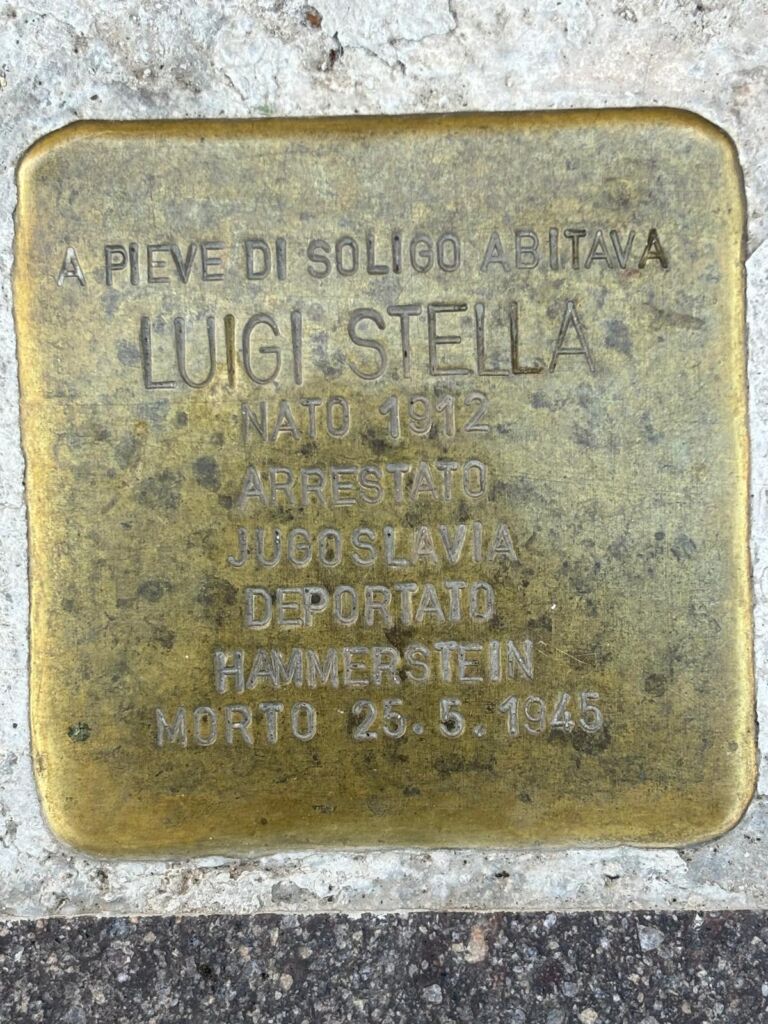 A PIEVE DI SOLIGO ABITAVA
LUIGI STELLA
NATO 1912
ARRESTATO
JUGOSLAVIA
DEPORTATO
HAMMERSTEIN
MORTO 25.5.1945